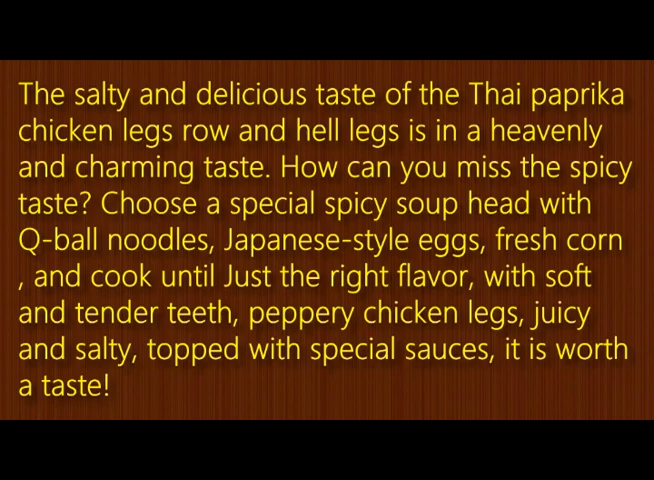 The salty and delicious taste of the Thai paprika
chicken legs row and hell legs is in a heavenly
and charming taste. How can you miss the spicy
taste? Choose a special spicy soup head with
Q-ball noodles, Japanese-style eggs, fresh corn
, and cook until Just the right flavor, with soft
and tender teeth, peppery chicken legs, juicy
and salty, topped with special sauces, it is worth
a taste!